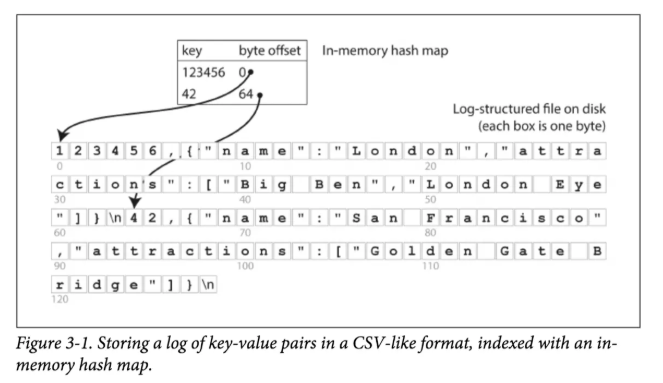 key byte offset In-memory hash map
123456 0
42 64
Log-structured file on disk
(each box is one byte)
1 2 3 4 5 6 , { " n a m e " : " L o n d o n " , " a t t r a
0 10 20
c t i o n s " : [ " B i g   B e n " , " L o n d o n   E y e
30 40 50
" ] } \n 4 2 , { " n a m e " : " S a n   F r a n c i s c o "
60 70 80
, " a t t r a c t i o n s " : [ " G o l d e n   G a t e   B
90 100 110
r i d g e " ] } \n
120
Figure 3-1. Storing a log of key-value pairs in a CSV-like format, indexed with an in-
memory hash map.